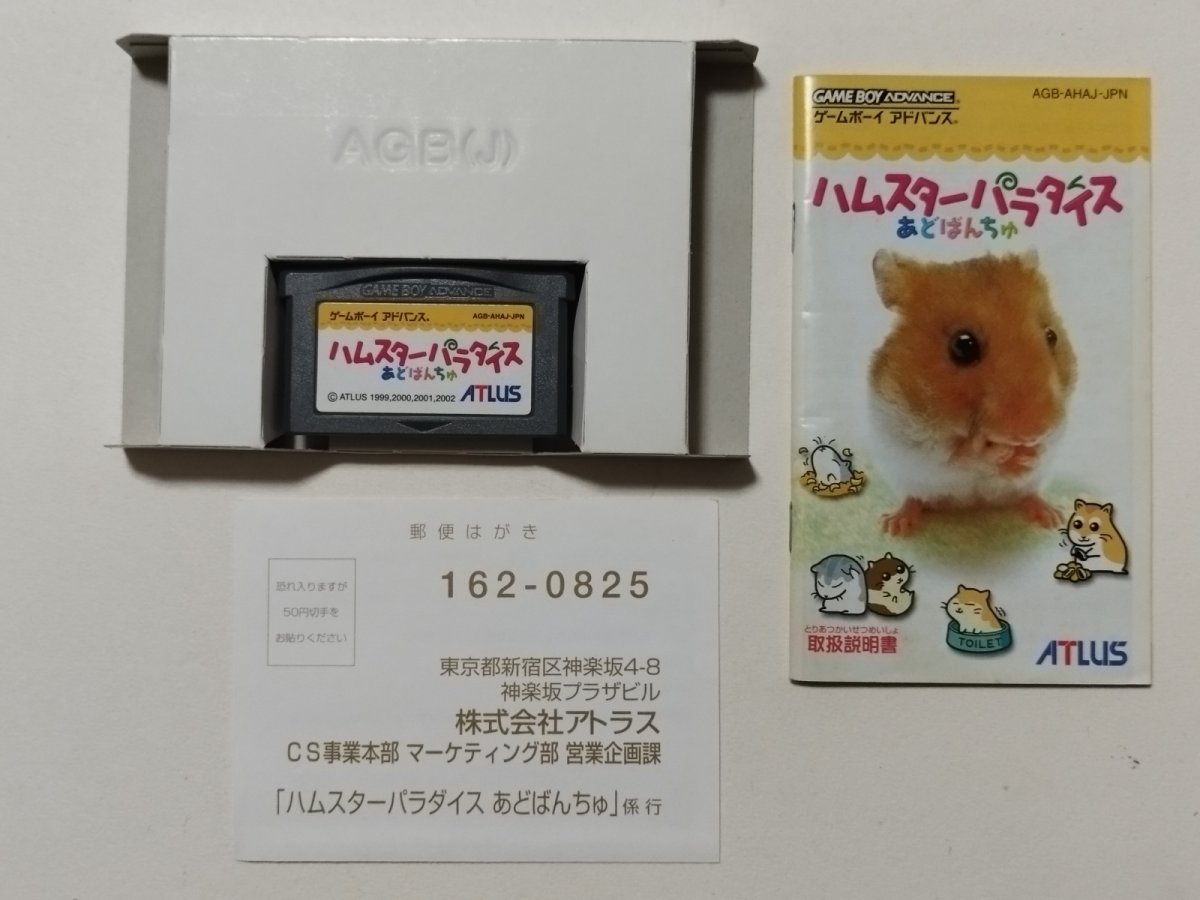 AGB(J)
GAME BOY ADVANCE
ゲームボーイ アドバンス® AGB-AHAJ-JPN
ハムスターパラダイス
あどばんちゅ
© ATLUS 1999,2000,2001,2002 ATLUS
郵便はがき
恐れ入りますが
50円切手を
お貼りください
162-0825
東京都新宿区神楽坂4-8
神楽坂プラザビル
株式会社アトラス
CS事業本部 マーケティング部 営業企画課
「ハムスターパラダイス あどばんちゅ」係 行
GAME BOY ADVANCE® AGB-AHAJ-JPN
ゲームボーイ アドバンス®
ハムスターパラダイス
あどばんちゅ
TOILET
とりあつかいせつめいしょ
取扱説明書
ATLUS